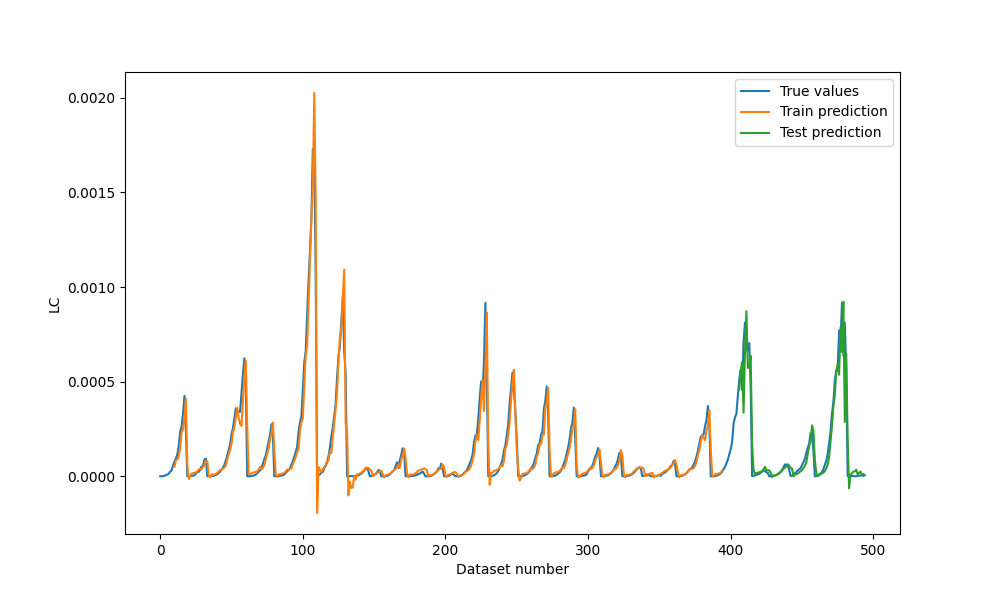 True values
Train prediction
Test prediction
0.0020
0.0015
0.0010
0.0005
0.0000
LC
0 100 200 300 400 500
Dataset number